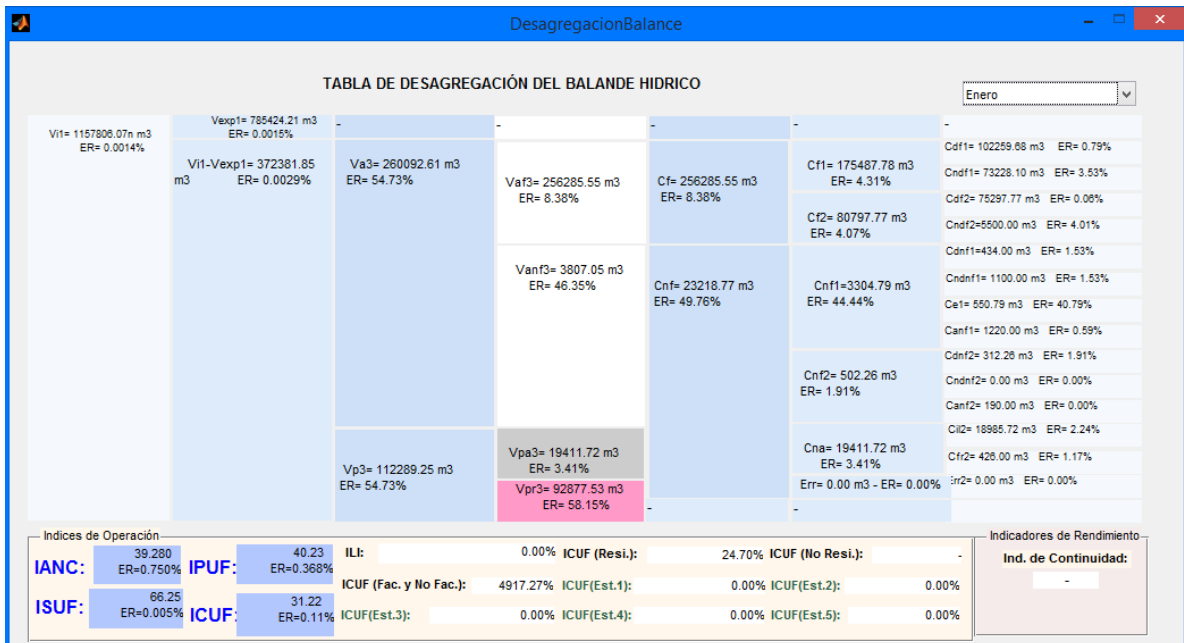 DesagregacionBalance
TABLA DE DESAGREGACIÓN DEL BALANDE HIDRICO
Enero
Vi1= 1157806.07n m3
ER= 0.0014%
Vexp1= 785424.21 m3
ER= 0.0015%
-
-
-
-
-
Vi1-Vexp1= 372381.85
m3 ER= 0.0029%
Va3= 260092.61 m3
ER= 54.73%
Vaf3= 256285.55 m3
ER= 8.38%
Cf= 256285.55 m3
ER= 8.38%
Cf1= 175487.78 m3
ER= 4.31%
Cf2= 80797.77 m3
ER= 4.07%
Cdf1= 102259.68 m3 ER= 0.79%
Cndf1= 73228.10 m3 ER= 3.53%
Cdf2= 75297.77 m3 ER= 0.06%
Cndf2=5500.00 m3 ER= 4.01%
Vanf3= 3807.05 m3
ER= 46.35%
Cnf= 23218.77 m3
ER= 49.76%
Cnf1=3304.79 m3
ER= 44.44%
Cdnf1=434.00 m3 ER= 1.53%
Cndnf1= 1100.00 m3 ER= 1.53%
Ce1= 550.79 m3 ER= 40.79%
Canf1= 1220.00 m3 ER= 0.59%
Cnf2= 502.26 m3
ER= 1.91%
Cdnf2= 312.26 m3 ER= 1.91%
Cndnf2= 0.00 m3 ER= 0.00%
Canf2= 190.00 m3 ER= 0.00%
Vp3= 112289.25 m3
ER= 54.73%
Vpa3= 19411.72 m3
ER= 3.41%
Cna= 19411.72 m3
ER= 3.41%
Cil2= 18985.72 m3 ER= 2.24%
Cfr2= 426.00 m3 ER= 1.17%
Vpr3= 92877.53 m3
ER= 58.15%
Err= 0.00 m3 - ER= 0.00%
Err2= 0.00 m3 ER= 0.00%
-
-
Indices de Operación
IANC:
39.280
ER=0.750%
IPUF:
40.23
ER=0.368%
ISUF:
66.25
ER=0.005%
ICUF:
31.22
ER=0.11%
ILI: 0.00% ICUF (Resi.): 24.70% ICUF (No Resi.): -
ICUF (Fac. y No Fac.): 4917.27% ICUF(Est.1): 0.00% ICUF(Est.2): 0.00%
ICUF(Est.3): 0.00% ICUF(Est.4): 0.00% ICUF(Est.5): 0.00%
Indicadores de Rendimiento
Ind. de Continuidad:
-